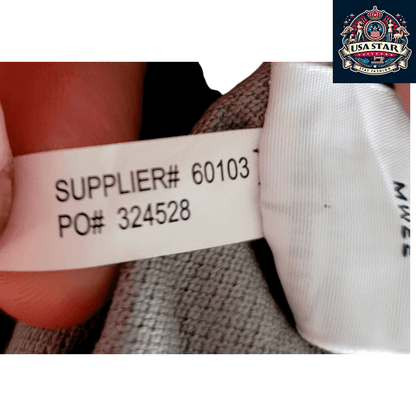 USA STAR
SUPPLIER# 60103
PO# 324528